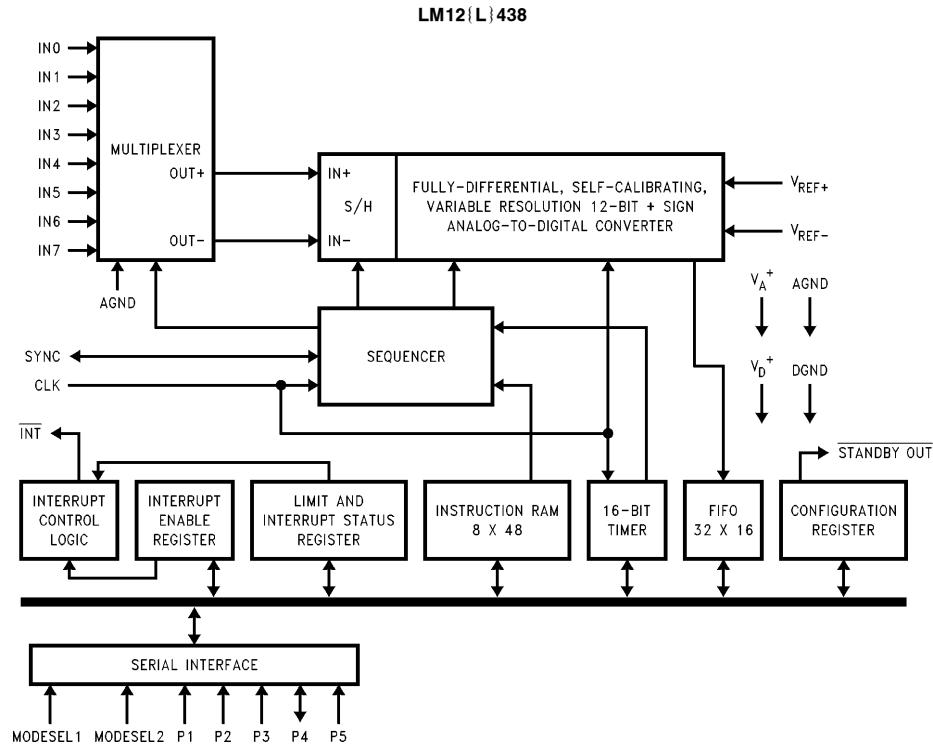 LM12{L}438
IN0
IN1
IN2
IN3
IN4
IN5
IN6
IN7
MULTIPLEXER
OUT+
OUT-
AGND
IN+
S/H
IN-
FULLY-DIFFERENTIAL, SELF-CALIBRATING,
VARIABLE RESOLUTION 12-BIT + SIGN
ANALOG-TO-DIGITAL CONVERTER
VREF+
VREF-
VA+
AGND
VD+
DGND
SYNC
CLK
SEQUENCER
INT
STANDBY OUT
INTERRUPT
CONTROL
LOGIC
INTERRUPT
ENABLE
REGISTER
LIMIT AND
INTERRUPT STATUS
REGISTER
INSTRUCTION RAM
8 X 48
16-BIT
TIMER
FIFO
32 X 16
CONFIGURATION
REGISTER
SERIAL INTERFACE
MODESEL1 MODESEL2 P1 P2 P3 P4 P5